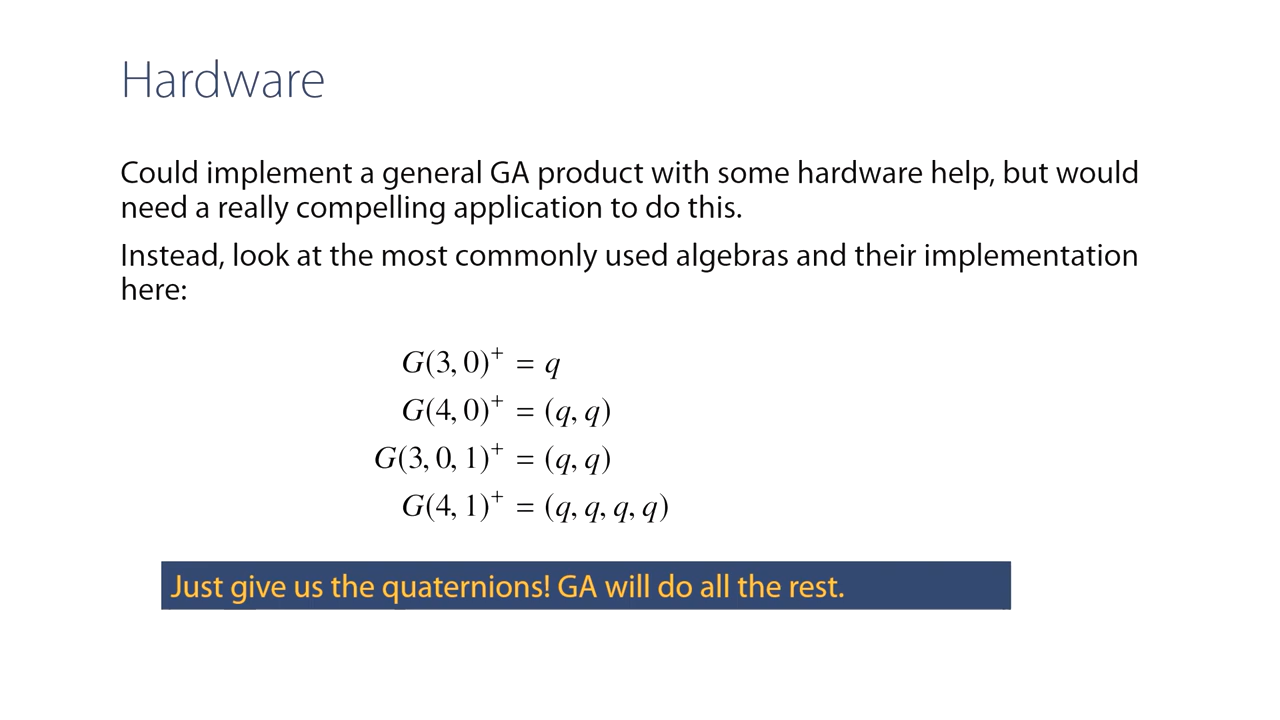 Hardware
Could implement a general GA product with some hardware help, but would
need a really compelling application to do this.
Instead, look at the most commonly used algebras and their implementation
here:
G(3, 0)⁺ = q
G(4, 0)⁺ = (q, q)
G(3, 0, 1)⁺ = (q, q)
G(4, 1)⁺ = (q, q, q, q)
Just give us the quaternions! GA will do all the rest.